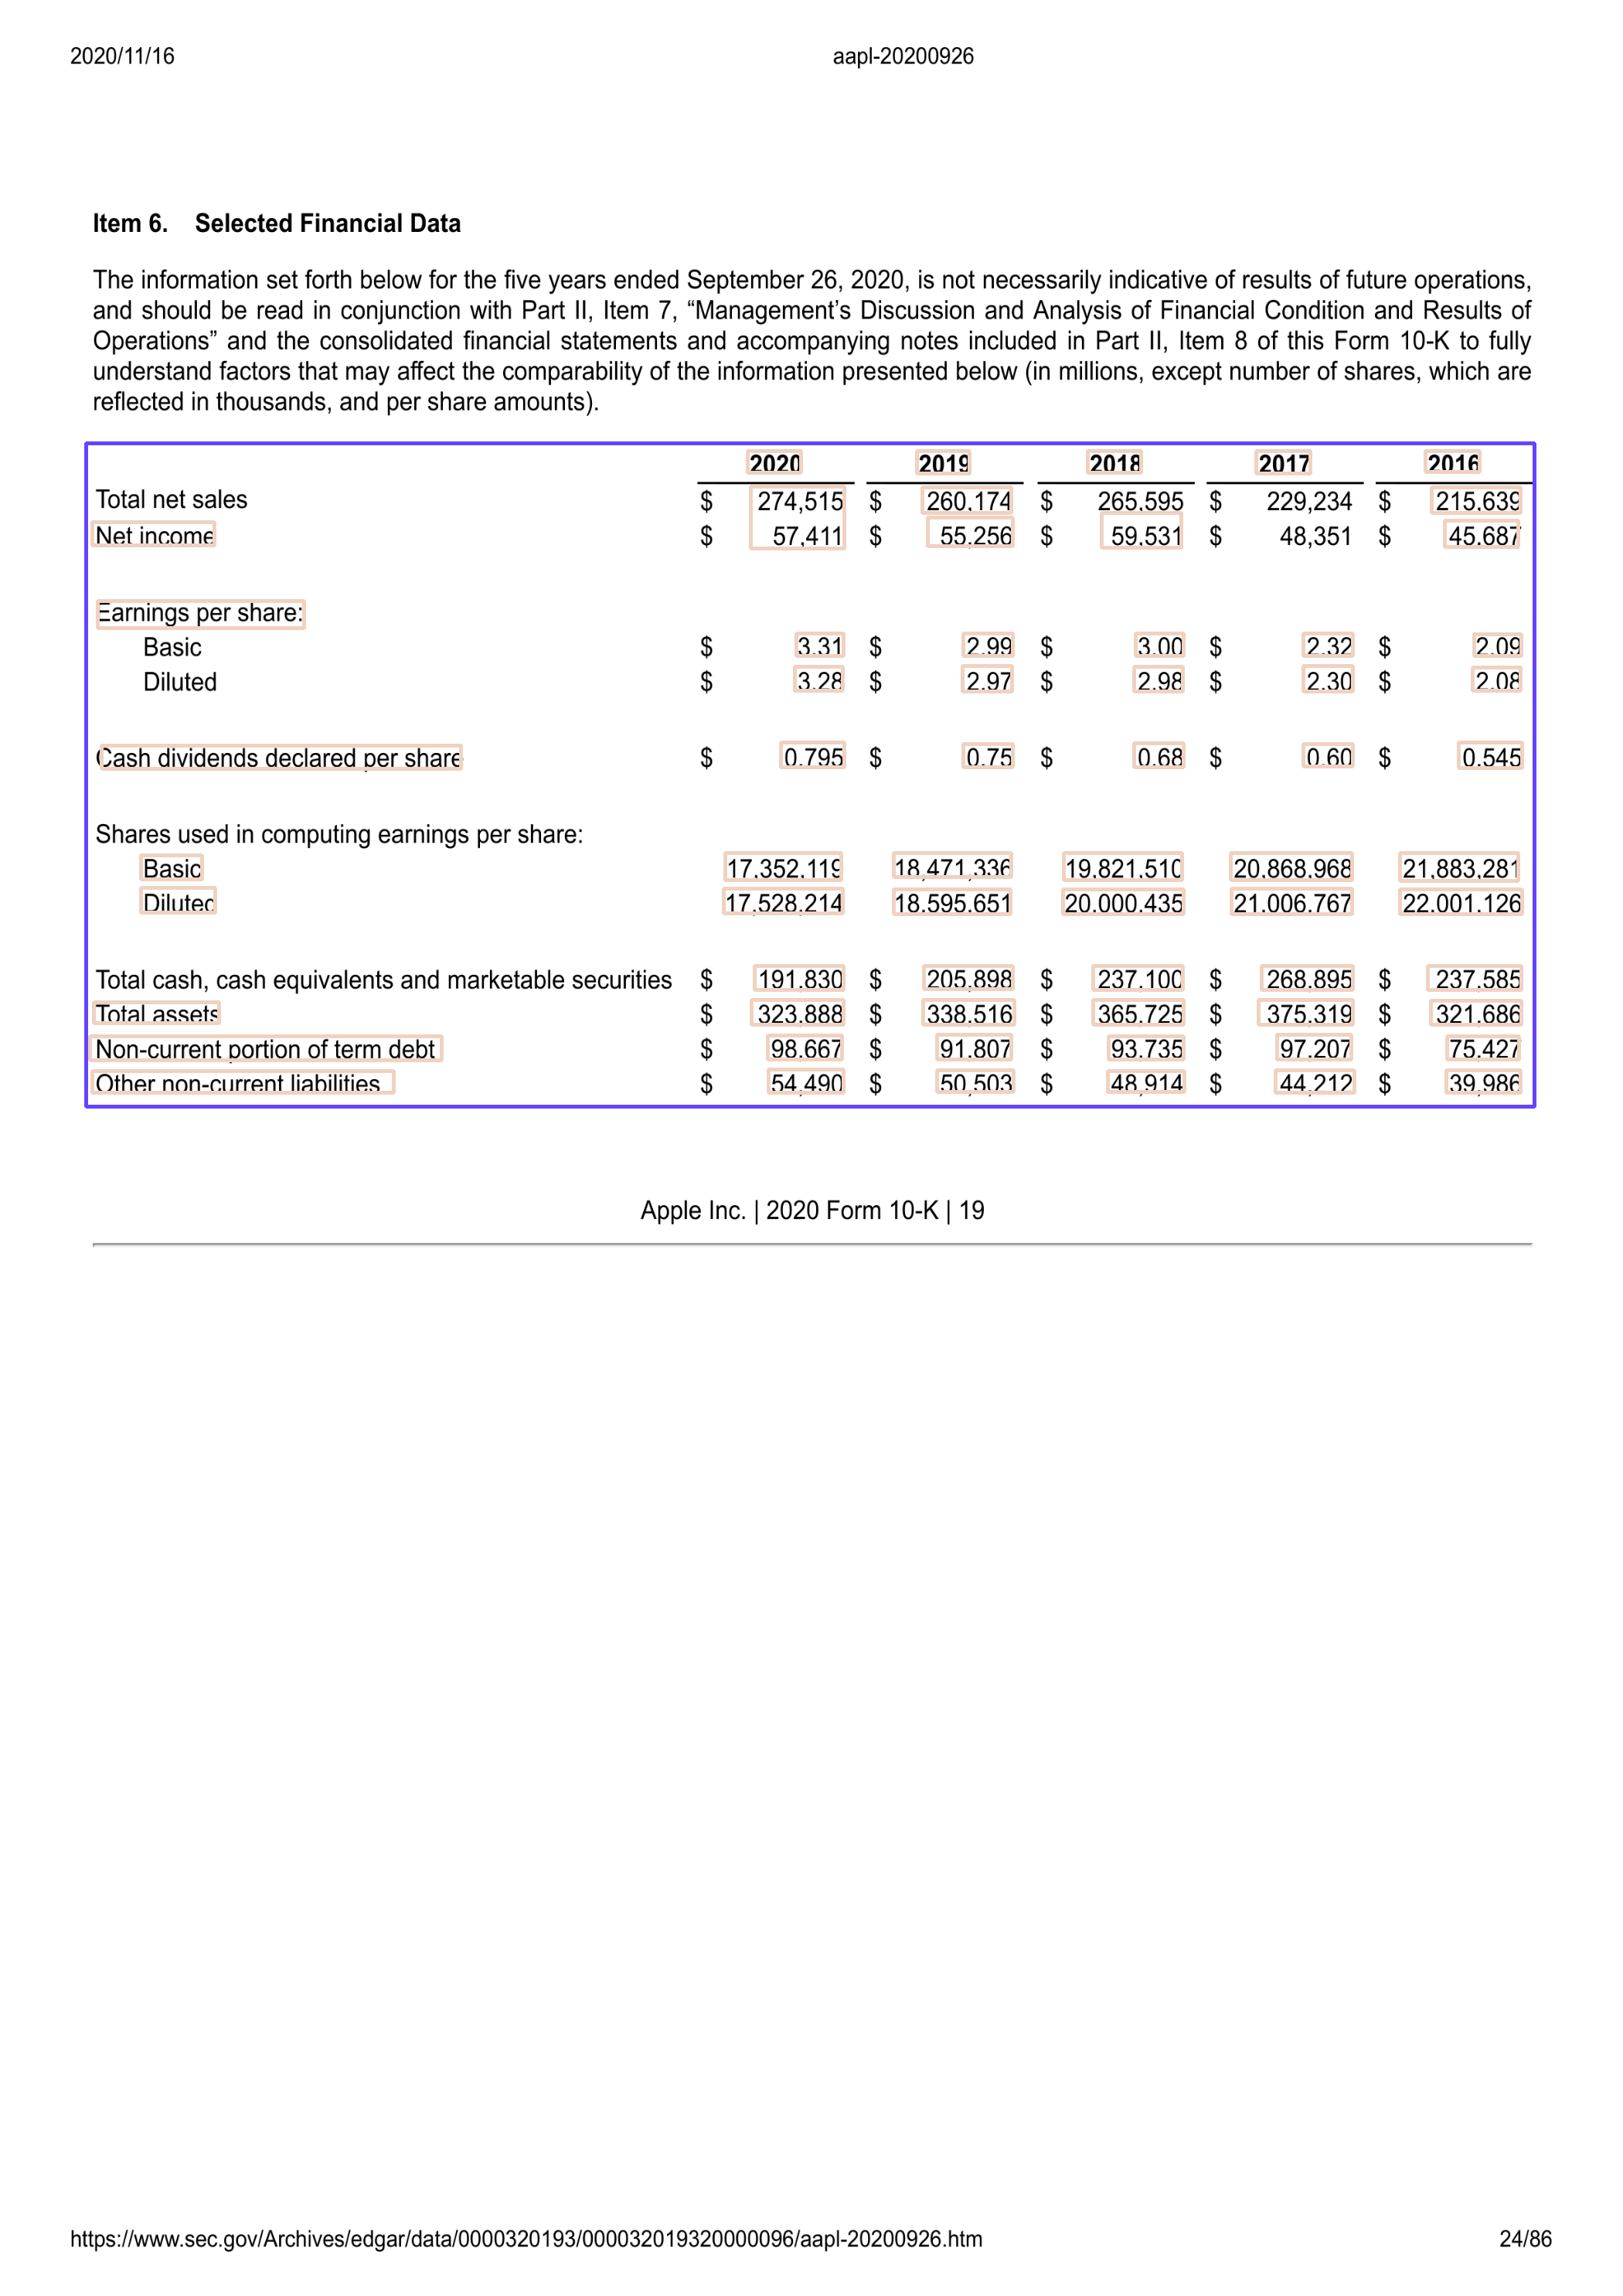 2020/11/16 aapl-20200926
Item 6. Selected Financial Data
The information set forth below for the five years ended September 26, 2020, is not necessarily indicative of results of future operations,
and should be read in conjunction with Part II, Item 7, “Management’s Discussion and Analysis of Financial Condition and Results of
Operations” and the consolidated financial statements and accompanying notes included in Part II, Item 8 of this Form 10-K to fully
understand factors that may affect the comparability of the information presented below (in millions, except number of shares, which are
reflected in thousands, and per share amounts).
2020 2019 2018 2017 2016
Total net sales $ 274,515 $ 260,174 $ 265,595 $ 229,234 $ 215,639
Net income $ 57,411 $ 55,256 $ 59,531 $ 48,351 $ 45,687
Earnings per share:
Basic $ 3.31 $ 2.99 $ 3.00 $ 2.32 $ 2.09
Diluted $ 3.28 $ 2.97 $ 2.98 $ 2.30 $ 2.08
Cash dividends declared per share $ 0.795 $ 0.75 $ 0.68 $ 0.60 $ 0.545
Shares used in computing earnings per share:
Basic 17,352,119 18,471,336 19,821,510 20,868,968 21,883,281
Diluted 17,528,214 18,595,651 20,000,435 21,006,767 22,001,126
Total cash, cash equivalents and marketable securities $ 191,830 $ 205,898 $ 237,100 $ 268,895 $ 237,585
Total assets $ 323,888 $ 338,516 $ 365,725 $ 375,319 $ 321,686
Non-current portion of term debt $ 98,667 $ 91,807 $ 93,735 $ 97,207 $ 75,427
Other non-current liabilities $ 54,490 $ 50,503 $ 48,914 $ 44,212 $ 39,986
Apple Inc. | 2020 Form 10-K | 19
https://www.sec.gov/Archives/edgar/data/0000320193/000032019320000096/aapl-20200926.htm 24/86